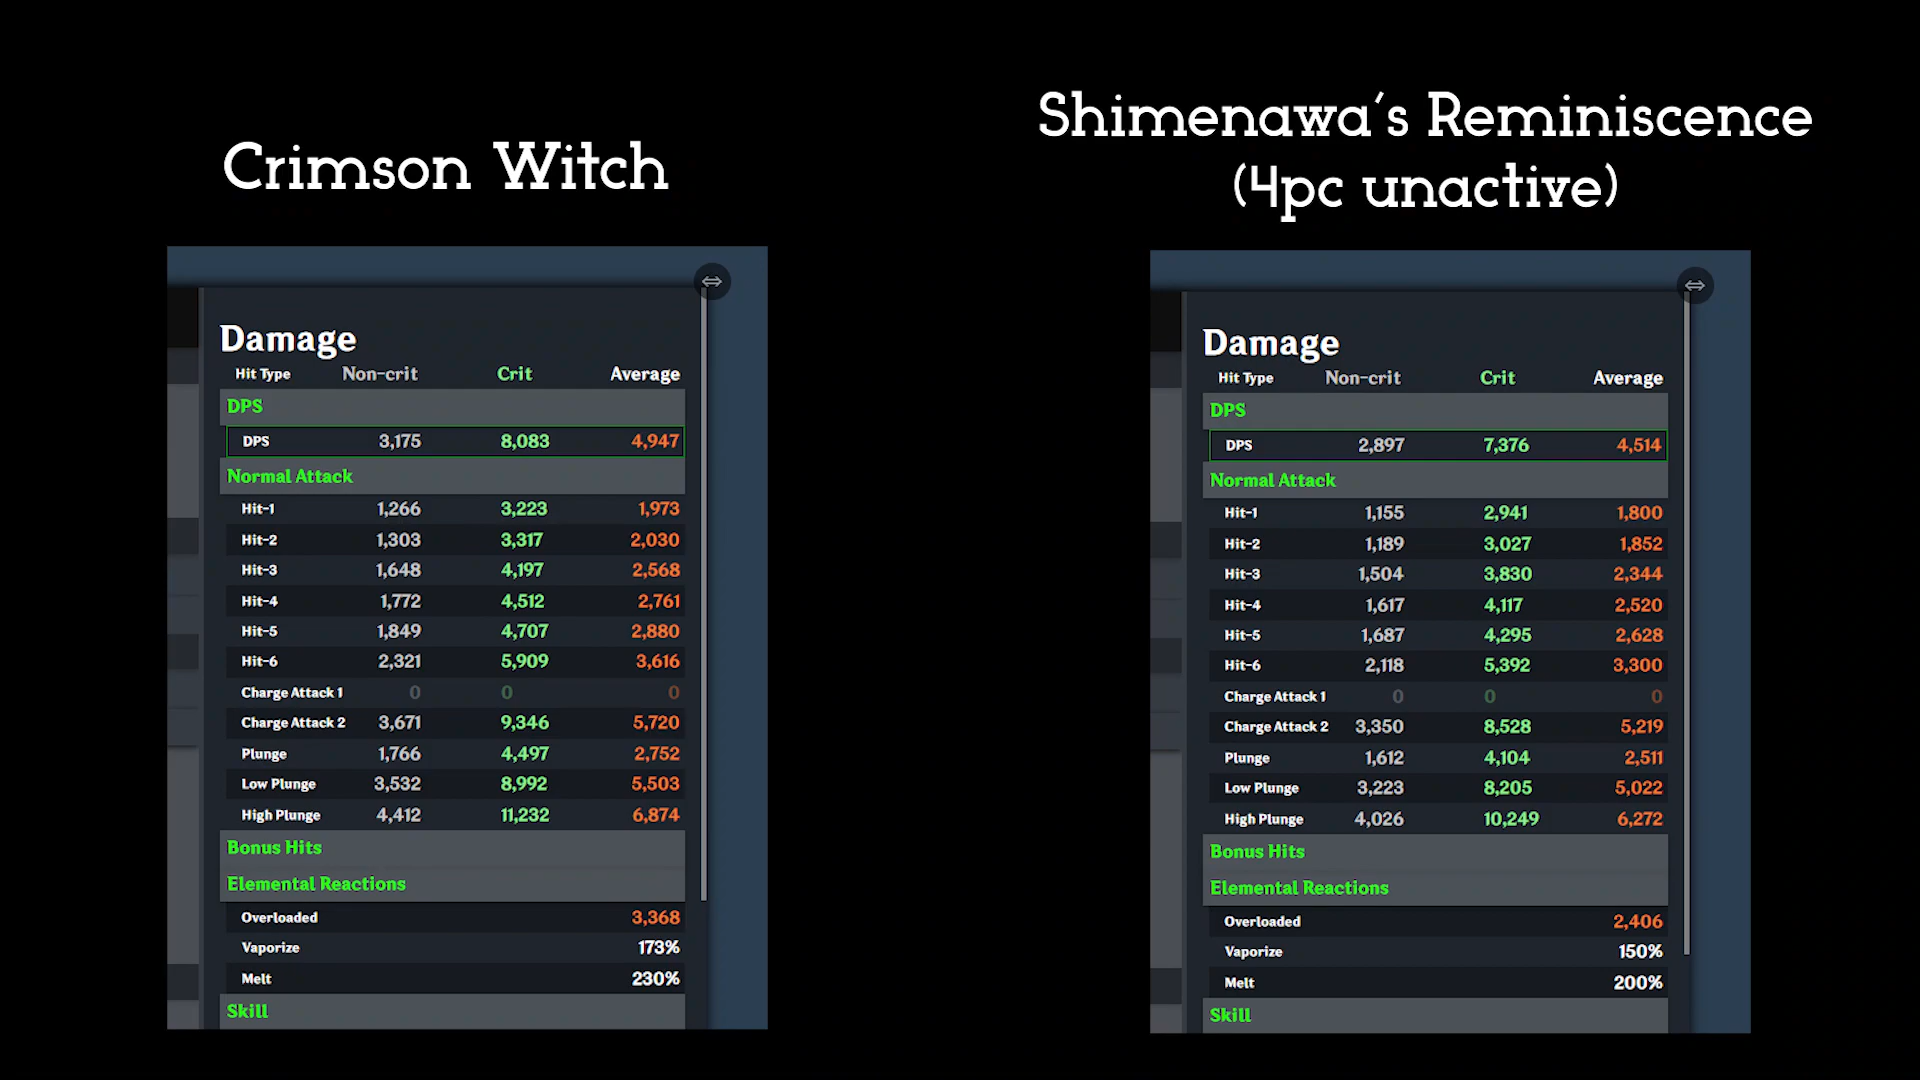 Crimson Witch
Damage
Hit Type Non-crit Crit Average
DPS
DPS 3,175 8,083 4,947
Normal Attack
Hit-1 1,266 3,223 1,973
Hit-2 1,303 3,317 2,030
Hit-3 1,648 4,197 2,568
Hit-4 1,772 4,512 2,761
Hit-5 1,849 4,707 2,880
Hit-6 2,321 5,909 3,616
Charge Attack 1 0 0 0
Charge Attack 2 3,671 9,346 5,720
Plunge 1,766 4,497 2,752
Low Plunge 3,532 8,992 5,503
High Plunge 4,412 11,232 6,874
Bonus Hits
Elemental Reactions
Overloaded 3,368
Vaporize 173%
Melt 230%
Skill
Shimenawa's Reminiscence
(4pc unactive)
Damage
Hit Type Non-crit Crit Average
DPS
DPS 2,897 7,376 4,514
Normal Attack
Hit-1 1,155 2,941 1,800
Hit-2 1,189 3,027 1,852
Hit-3 1,504 3,830 2,344
Hit-4 1,617 4,117 2,520
Hit-5 1,687 4,295 2,628
Hit-6 2,118 5,392 3,300
Charge Attack 1 0 0 0
Charge Attack 2 3,350 8,528 5,219
Plunge 1,612 4,104 2,511
Low Plunge 3,223 8,205 5,022
High Plunge 4,026 10,249 6,272
Bonus Hits
Elemental Reactions
Overloaded 2,406
Vaporize 150%
Melt 200%
Skill